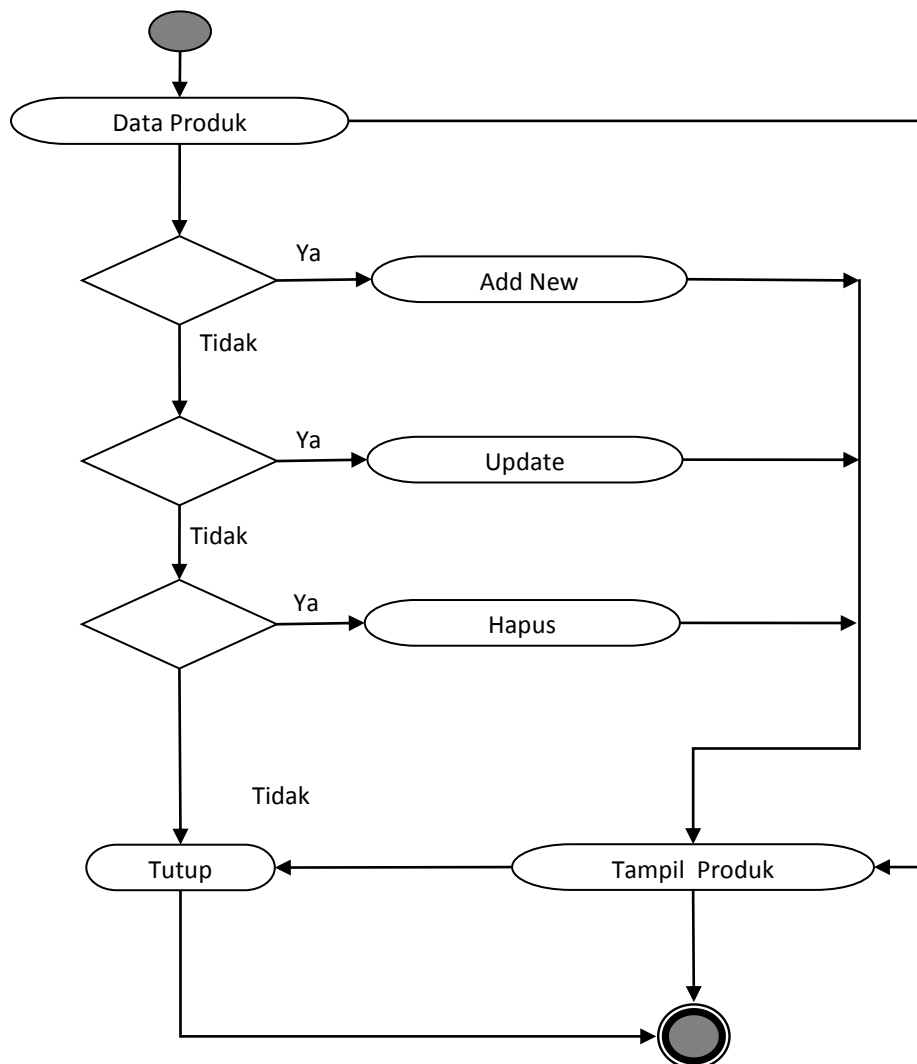 Data Produk
Ya
Add New
Tidak
Ya
Update
Tidak
Ya
Hapus
Tidak
Tutup
Tampil  Produk